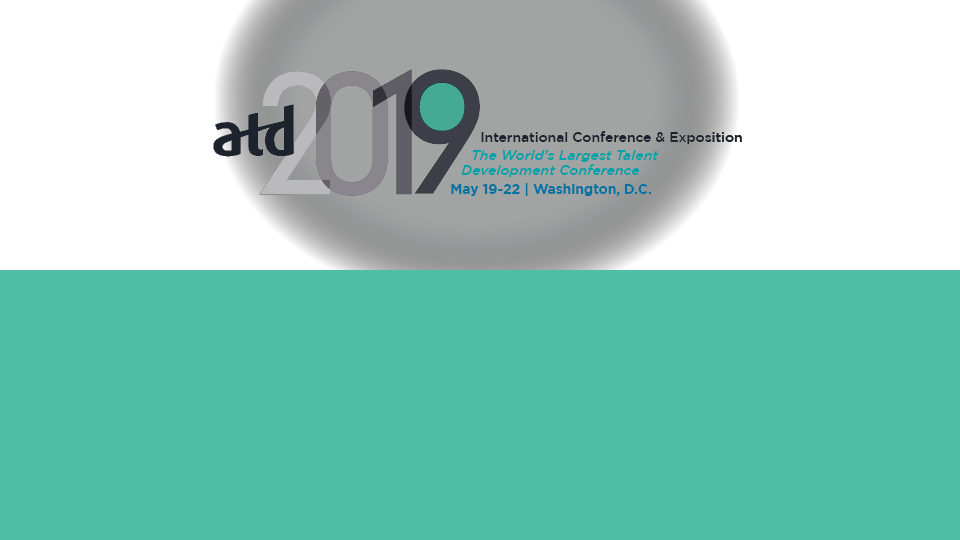 atd 2019
International Conference & Exposition
The World's Largest Talent
Development Conference
May 19-22 | Washington, D.C.